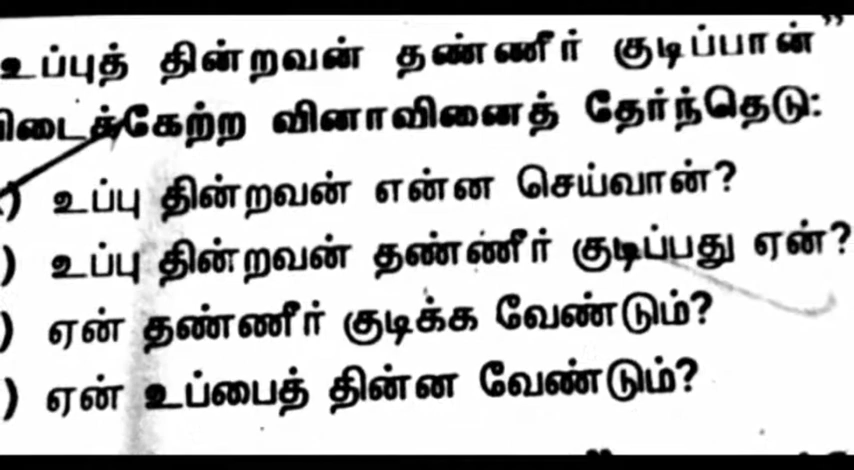 உப்புத் தின்றவன் தண்ணீர் குடிப்பான்"
விடைக்கேற்ற வினாவினைத் தேர்ந்தெடு:
) உப்பு தின்றவன் என்ன செய்வான்?
) உப்பு தின்றவன் தண்ணீர் குடிப்பது ஏன்?
) ஏன் தண்ணீர் குடிக்க வேண்டும்?
) ஏன் உப்பைத் தின்ன வேண்டும்?